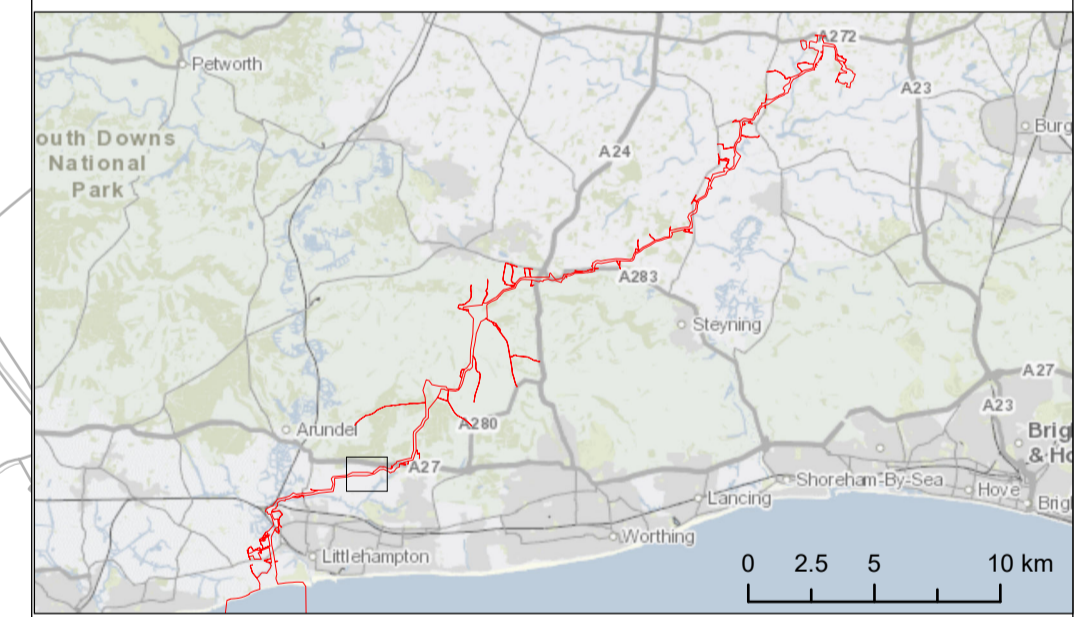 A272
Petworth
A23
Burg
outh Downs
National
Park
A24
A283
Steyning
A27
A23
Arundel
A280
Brig
& Ho
A27
Shoreham-By-Sea
Hove
Lancing
Brig
Worthing
Littlehampton
0 2.5 5 10 km